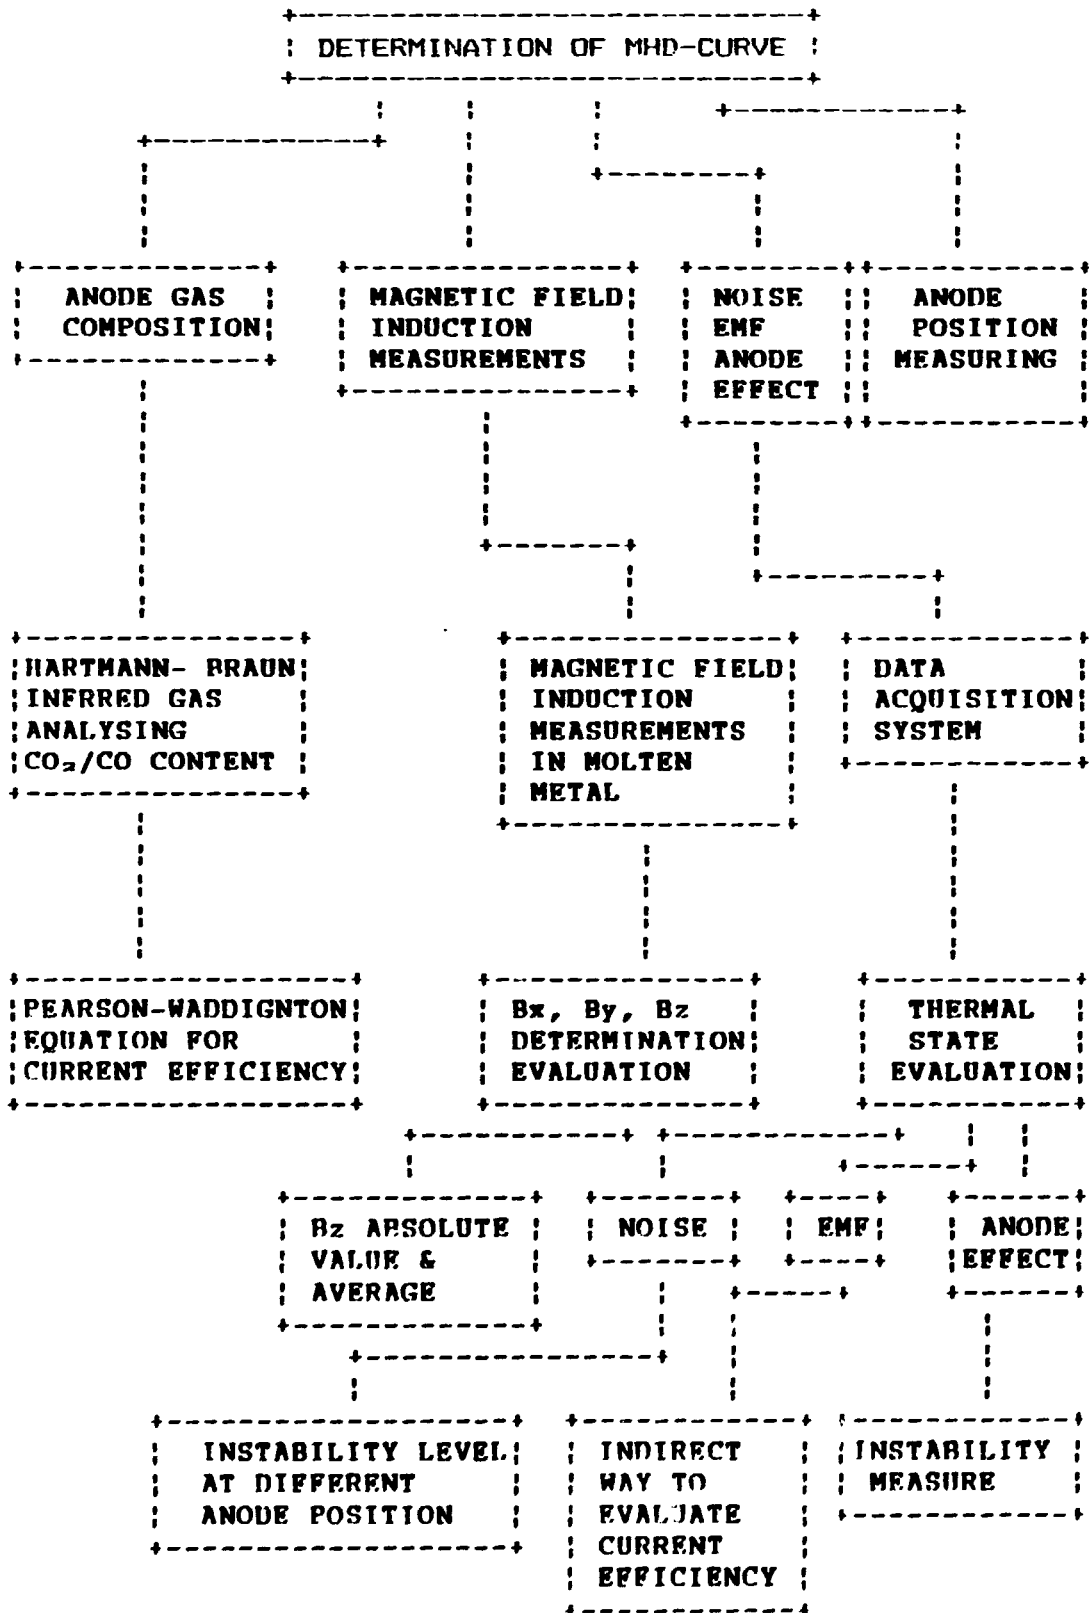 DETERMINATION OF MHD-CURVE
ANODE GAS
COMPOSITION
MAGNETIC FIELD
INDUCTION
MEASUREMENTS
NOISE
EMF
ANODE
EFFECT
ANODE
POSITION
MEASURING
HARTMANN- BRAUN
INFRRED GAS
ANALYSING
CO₂/CO CONTENT
MAGNETIC FIELD
INDUCTION
MEASUREMENTS
IN MOLTEN
METAL
DATA
ACQUISITION
SYSTEM
PEARSON-WADDIGNTON
EQUATION FOR
CURRENT EFFICIENCY
Bx, By, Bz
DETERMINATION
EVALUATION
THERMAL
STATE
EVALUATION
Bz ABSOLUTE
VALUE &
AVERAGE
NOISE
EMF
ANODE
EFFECT
INSTABILITY LEVEL
AT DIFFERENT
ANODE POSITION
INDIRECT
WAY TO
EVALUATE
CURRENT
EFFICIENCY
INSTABILITY
MEASURE